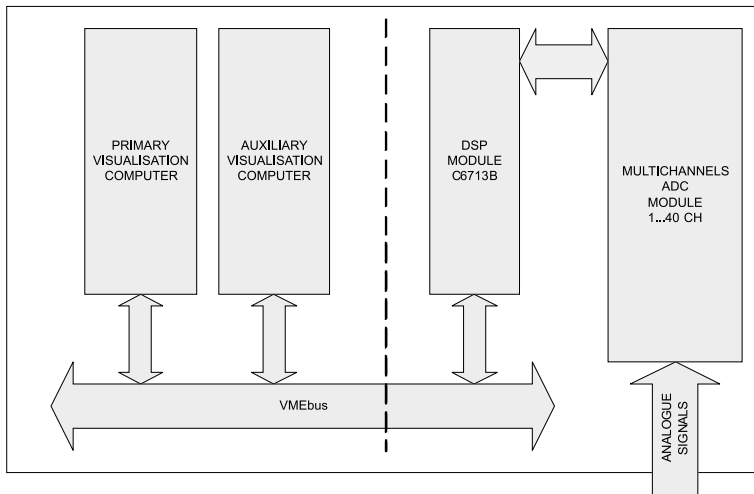 PRIMARY
VISUALISATION
COMPUTER
AUXILIARY
VISUALISATION
COMPUTER
DSP
MODULE
C6713B
MULTICHANNELS
ADC
MODULE
1...40 CH
VMEbus
ANALOGUE
SIGNALS